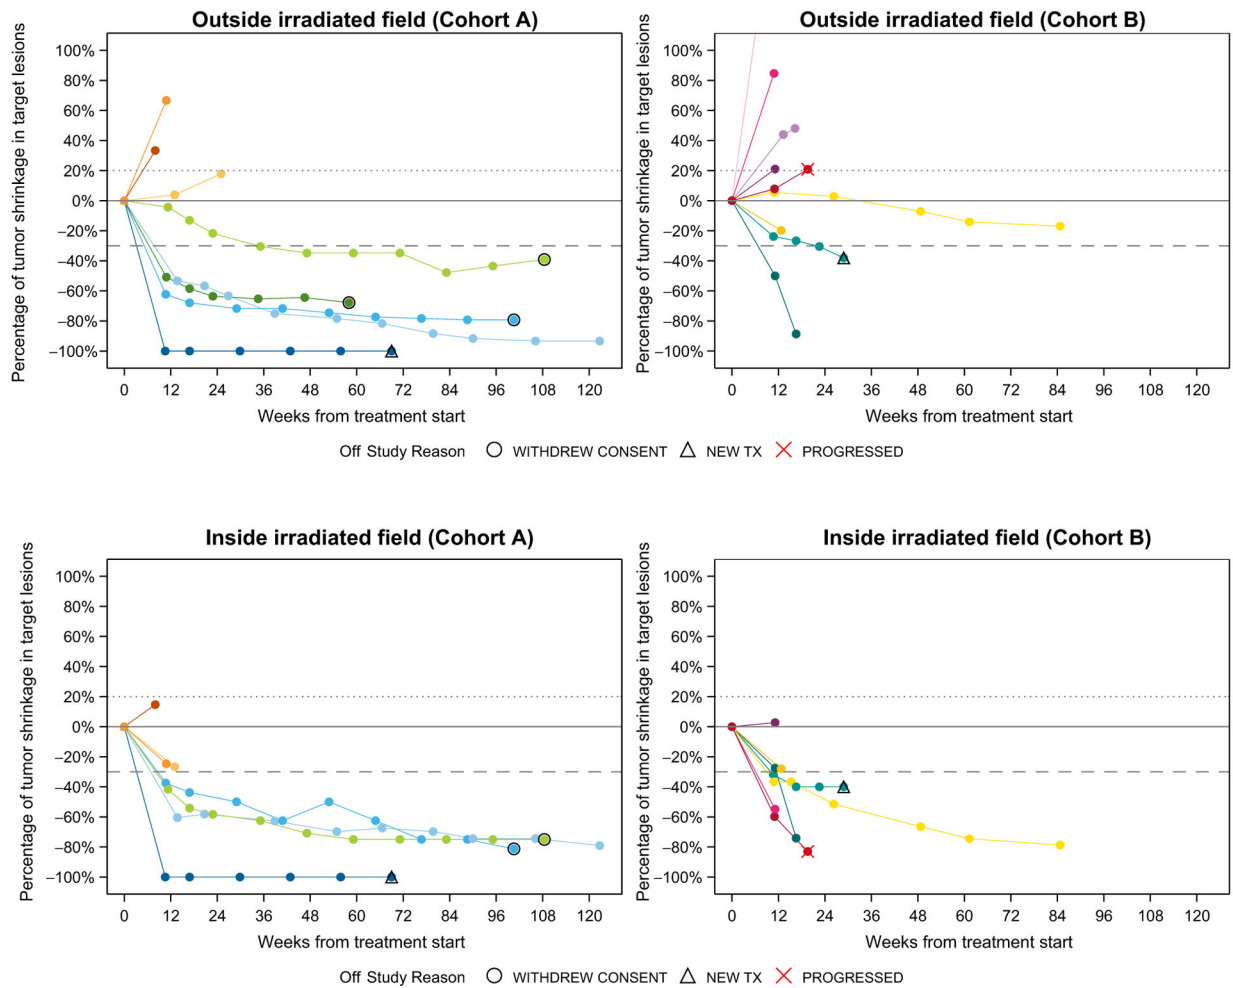 Outside irradiated field (Cohort A)
Percentage of tumor shrinkage in target lesions
100%
80%
60%
40%
20%
0%
−20%
−40%
−60%
−80%
−100%
0 12 24 36 48 60 72 84 96 108 120
Weeks from treatment start
Outside irradiated field (Cohort B)
Percentage of tumor shrinkage in target lesions
100%
80%
60%
40%
20%
0%
−20%
−40%
−60%
−80%
−100%
0 12 24 36 48 60 72 84 96 108 120
Weeks from treatment start
Off Study Reason WITHDREW CONSENT NEW TX PROGRESSED
Inside irradiated field (Cohort A)
Percentage of tumor shrinkage in target lesions
100%
80%
60%
40%
20%
0%
−20%
−40%
−60%
−80%
−100%
0 12 24 36 48 60 72 84 96 108 120
Weeks from treatment start
Inside irradiated field (Cohort B)
Percentage of tumor shrinkage in target lesions
100%
80%
60%
40%
20%
0%
−20%
−40%
−60%
−80%
−100%
0 12 24 36 48 60 72 84 96 108 120
Weeks from treatment start
Off Study Reason WITHDREW CONSENT NEW TX PROGRESSED